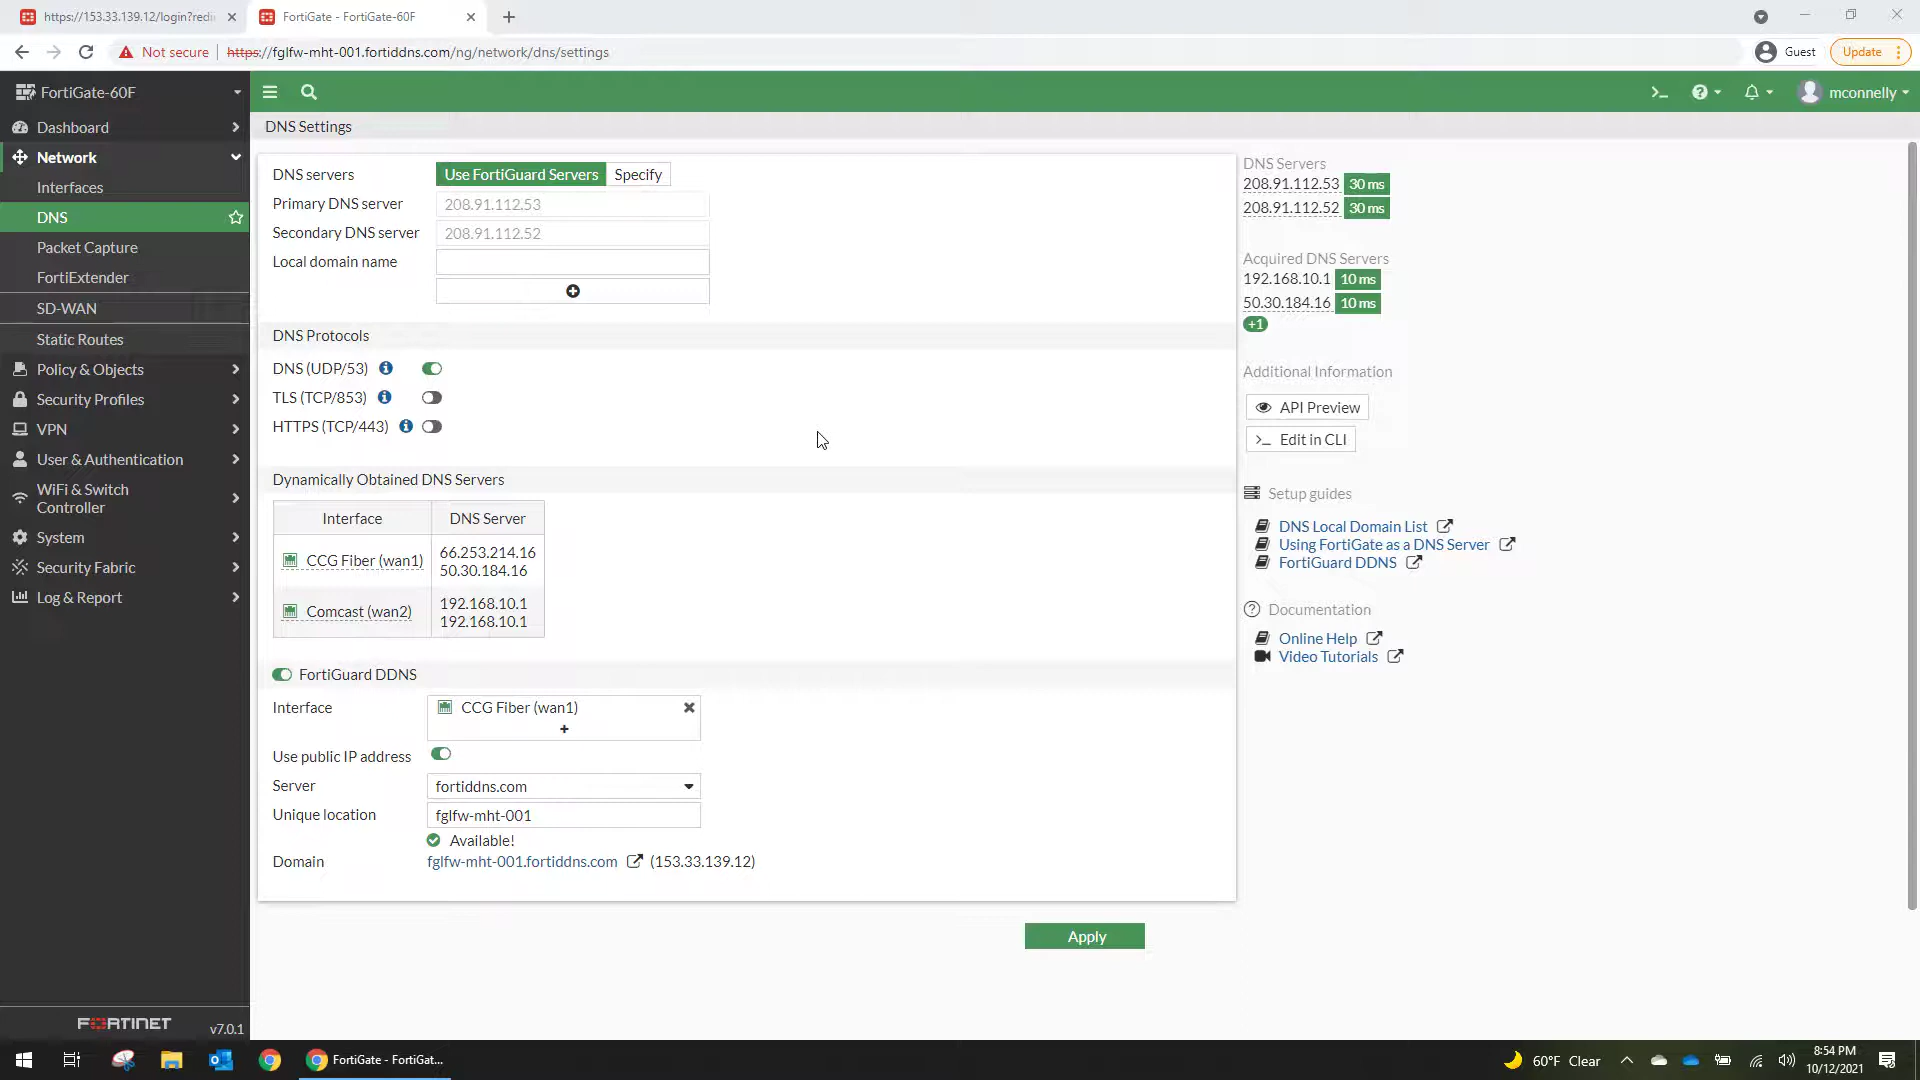 https://153.33.139.12/login?redi
FortiGate - FortiGate-60F
Not secure
https://fglfw-mht-001.fortiddns.com/ng/network/dns/settings
Guest
Update
FortiGate-60F
mconnelly
Dashboard
Network
Interfaces
DNS
Packet Capture
FortiExtender
SD-WAN
Static Routes
Policy & Objects
Security Profiles
VPN
User & Authentication
WiFi & Switch
Controller
System
Security Fabric
Log & Report
FORTINET
v7.0.1
DNS Settings
DNS servers
Use FortiGuard Servers
Specify
Primary DNS server
208.91.112.53
Secondary DNS server
208.91.112.52
Local domain name
DNS Protocols
DNS (UDP/53)
TLS (TCP/853)
HTTPS (TCP/443)
Dynamically Obtained DNS Servers
Interface
DNS Server
CCG Fiber (wan1)
66.253.214.16
50.30.184.16
Comcast (wan2)
192.168.10.1
192.168.10.1
FortiGuard DDNS
Interface
CCG Fiber (wan1)
Use public IP address
Server
fortiddns.com
Unique location
fglfw-mht-001
Available!
Domain
fglfw-mht-001.fortiddns.com
(153.33.139.12)
Apply
DNS Servers
208.91.112.53
30 ms
208.91.112.52
30 ms
Acquired DNS Servers
192.168.10.1
10 ms
50.30.184.16
10 ms
+1
Additional Information
API Preview
Edit in CLI
Setup guides
DNS Local Domain List
Using FortiGate as a DNS Server
FortiGuard DDNS
Documentation
Online Help
Video Tutorials
FortiGate - FortiGat...
60°F Clear
8:54 PM
10/12/2021